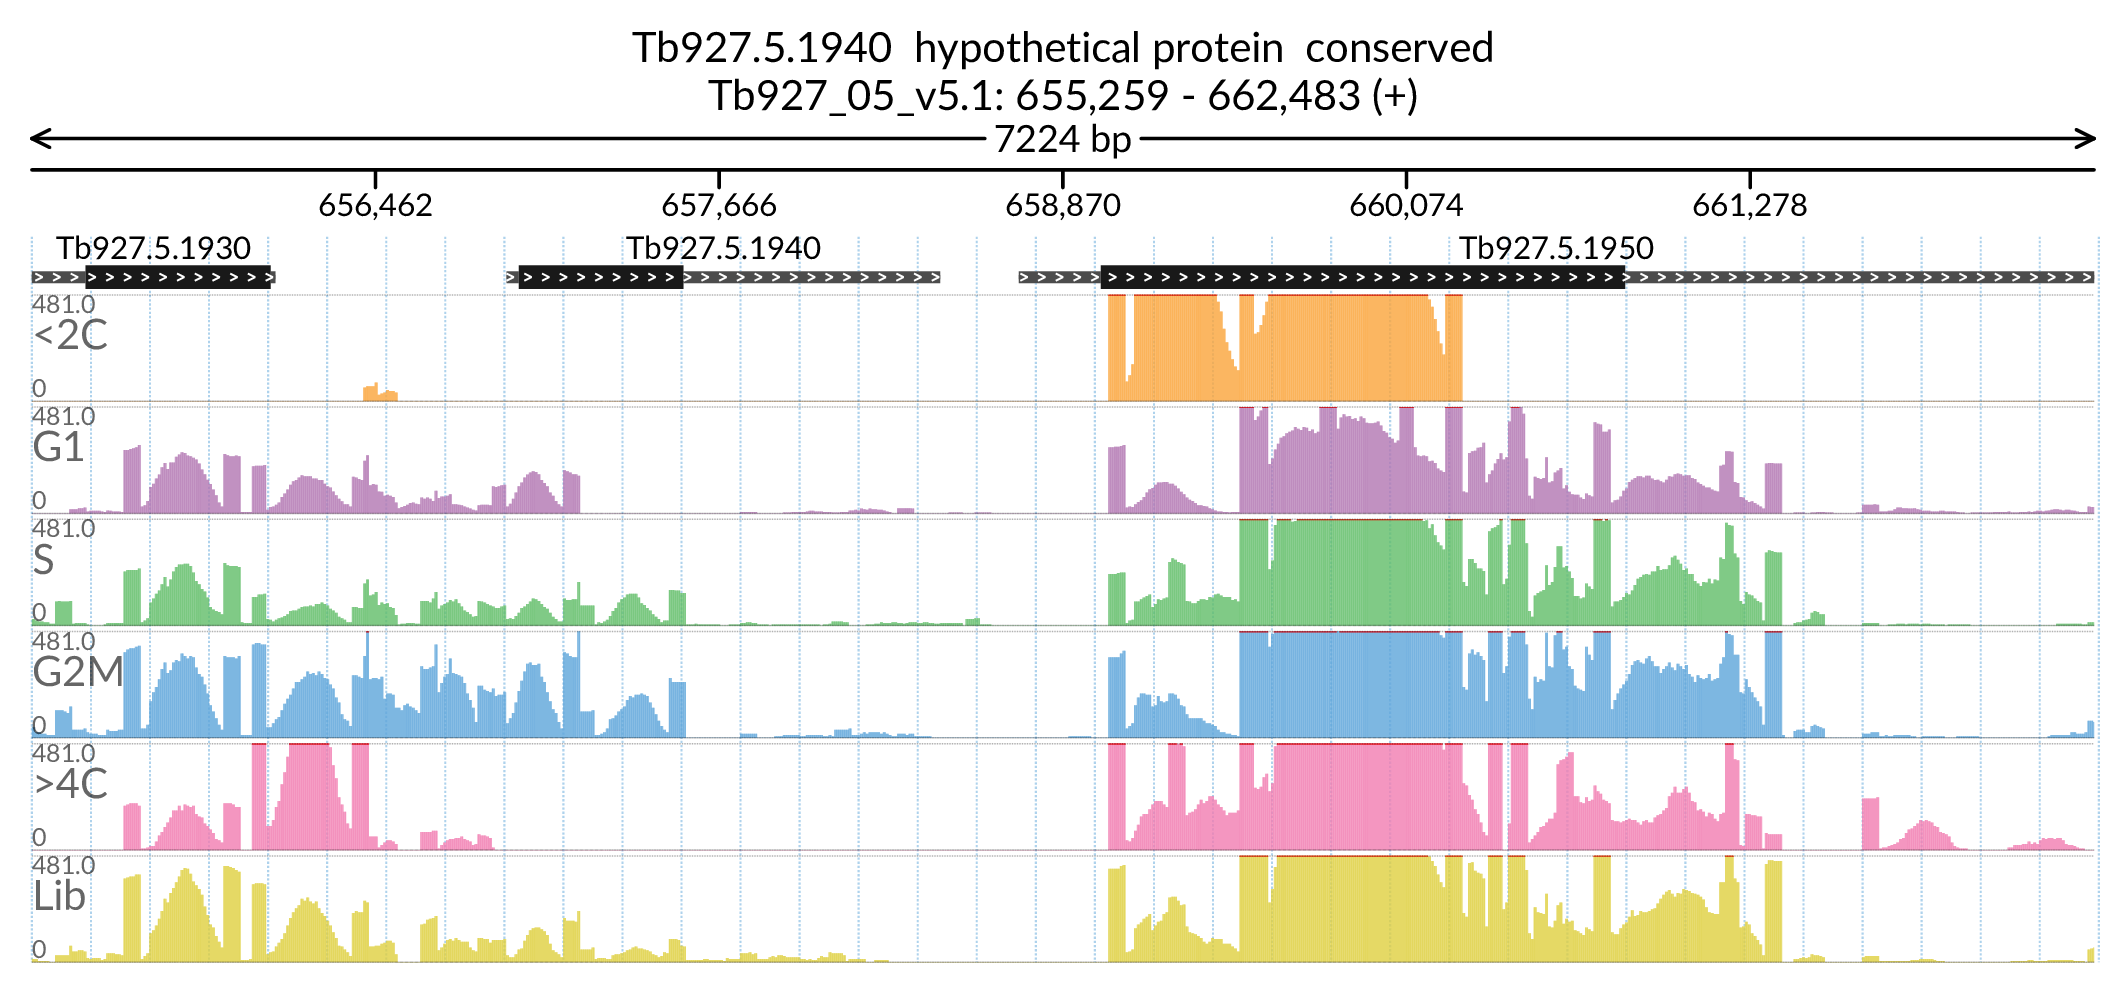 Tb927.5.1940  hypothetical protein  conserved
Tb927_05_v5.1: 655,259 - 662,483 (+)
7224 bp
656,462 657,666 658,870 660,074 661,278
Tb927.5.1930 Tb927.5.1940 Tb927.5.1950
481.0
<2C
0
481.0
G1
0
481.0
S
0
481.0
G2M
0
481.0
>4C
0
481.0
Lib
0